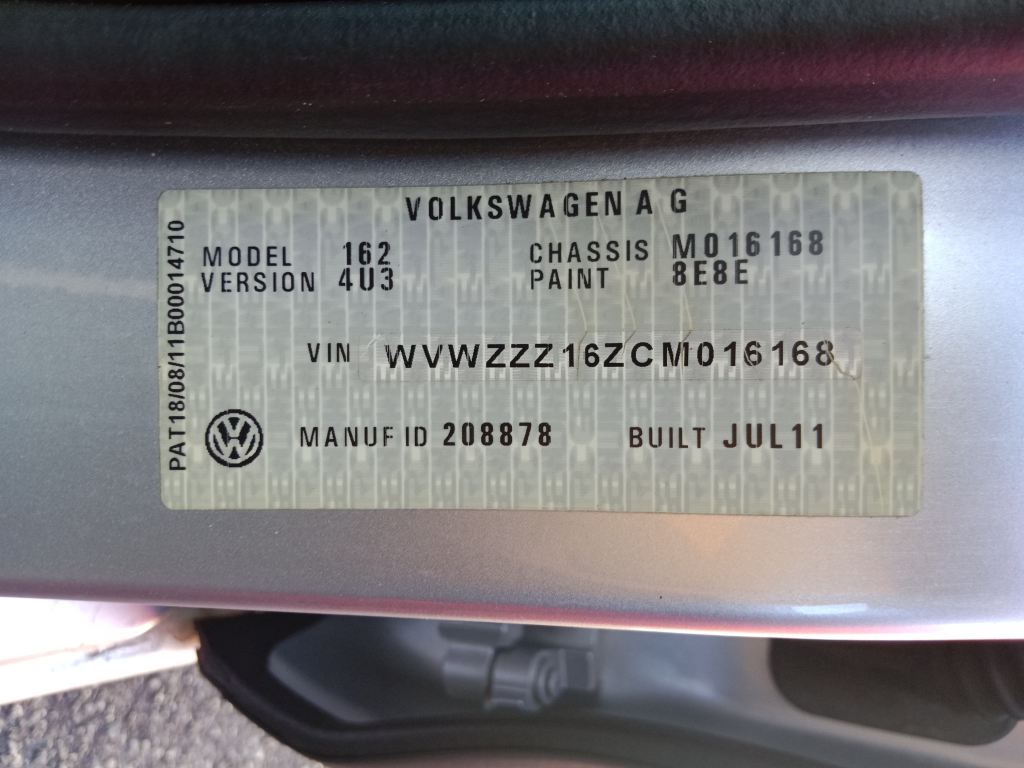 VOLKSWAGEN A G
MODEL 162 CHASSIS M016168
VERSION 4U3 PAINT 8E8E
VIN WVWZZZ16ZCM016168
MANUF ID 208878 BUILT JUL11
PAT18/08/11B00014710